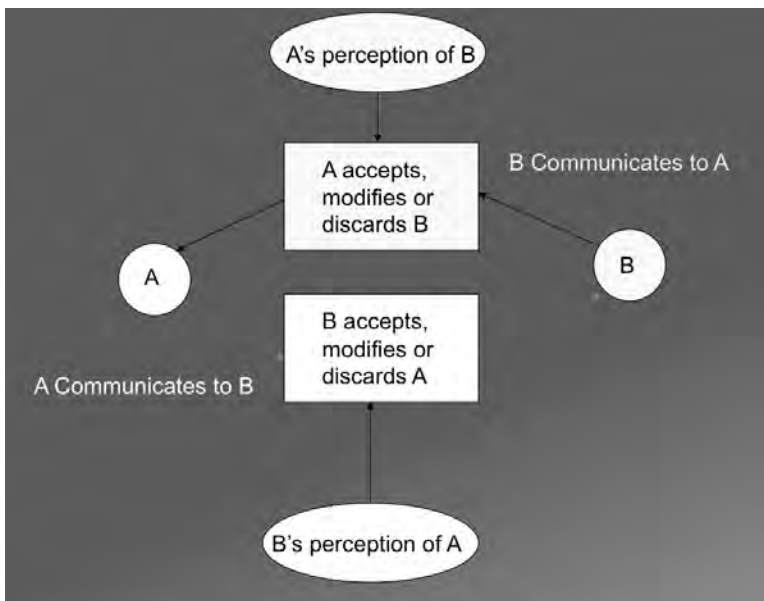 A's perception of B
A accepts,
modifies or
discards B
B Communicates to A
A
B
B accepts,
modifies or
discards A
A Communicates to B
B's perception of A